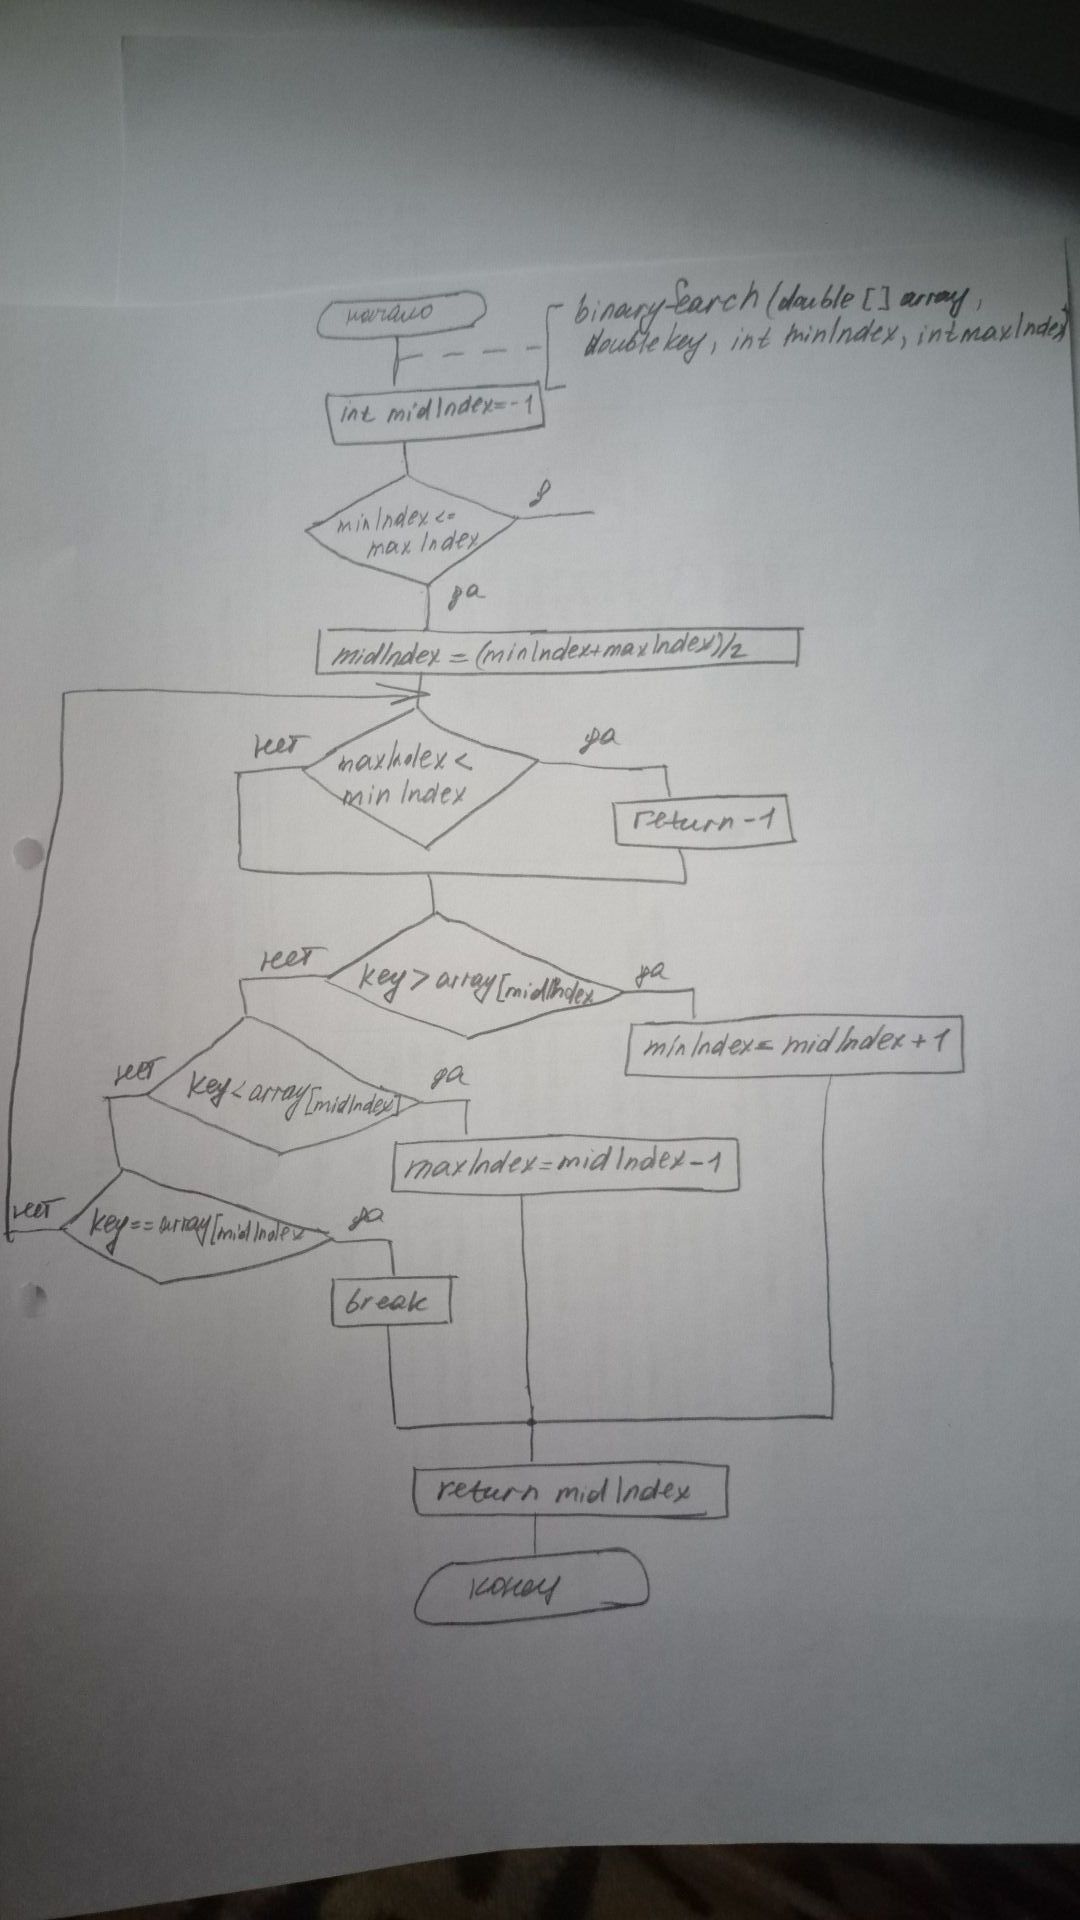 начало
binarySearch(double[] array,
double key, int minIndex, int maxIndex)
int midIndex=-1
minIndex<=
maxIndex
да
midIndex=(minIndex+maxIndex)/2
нет
да
maxIndex<
minIndex
return-1
нет
да
key>array[midIndex
minIndex=midIndex+1
нет
да
key<array[midIndex]
maxIndex=midIndex-1
нет
да
key==array[midIndex
break
return midIndex
конец